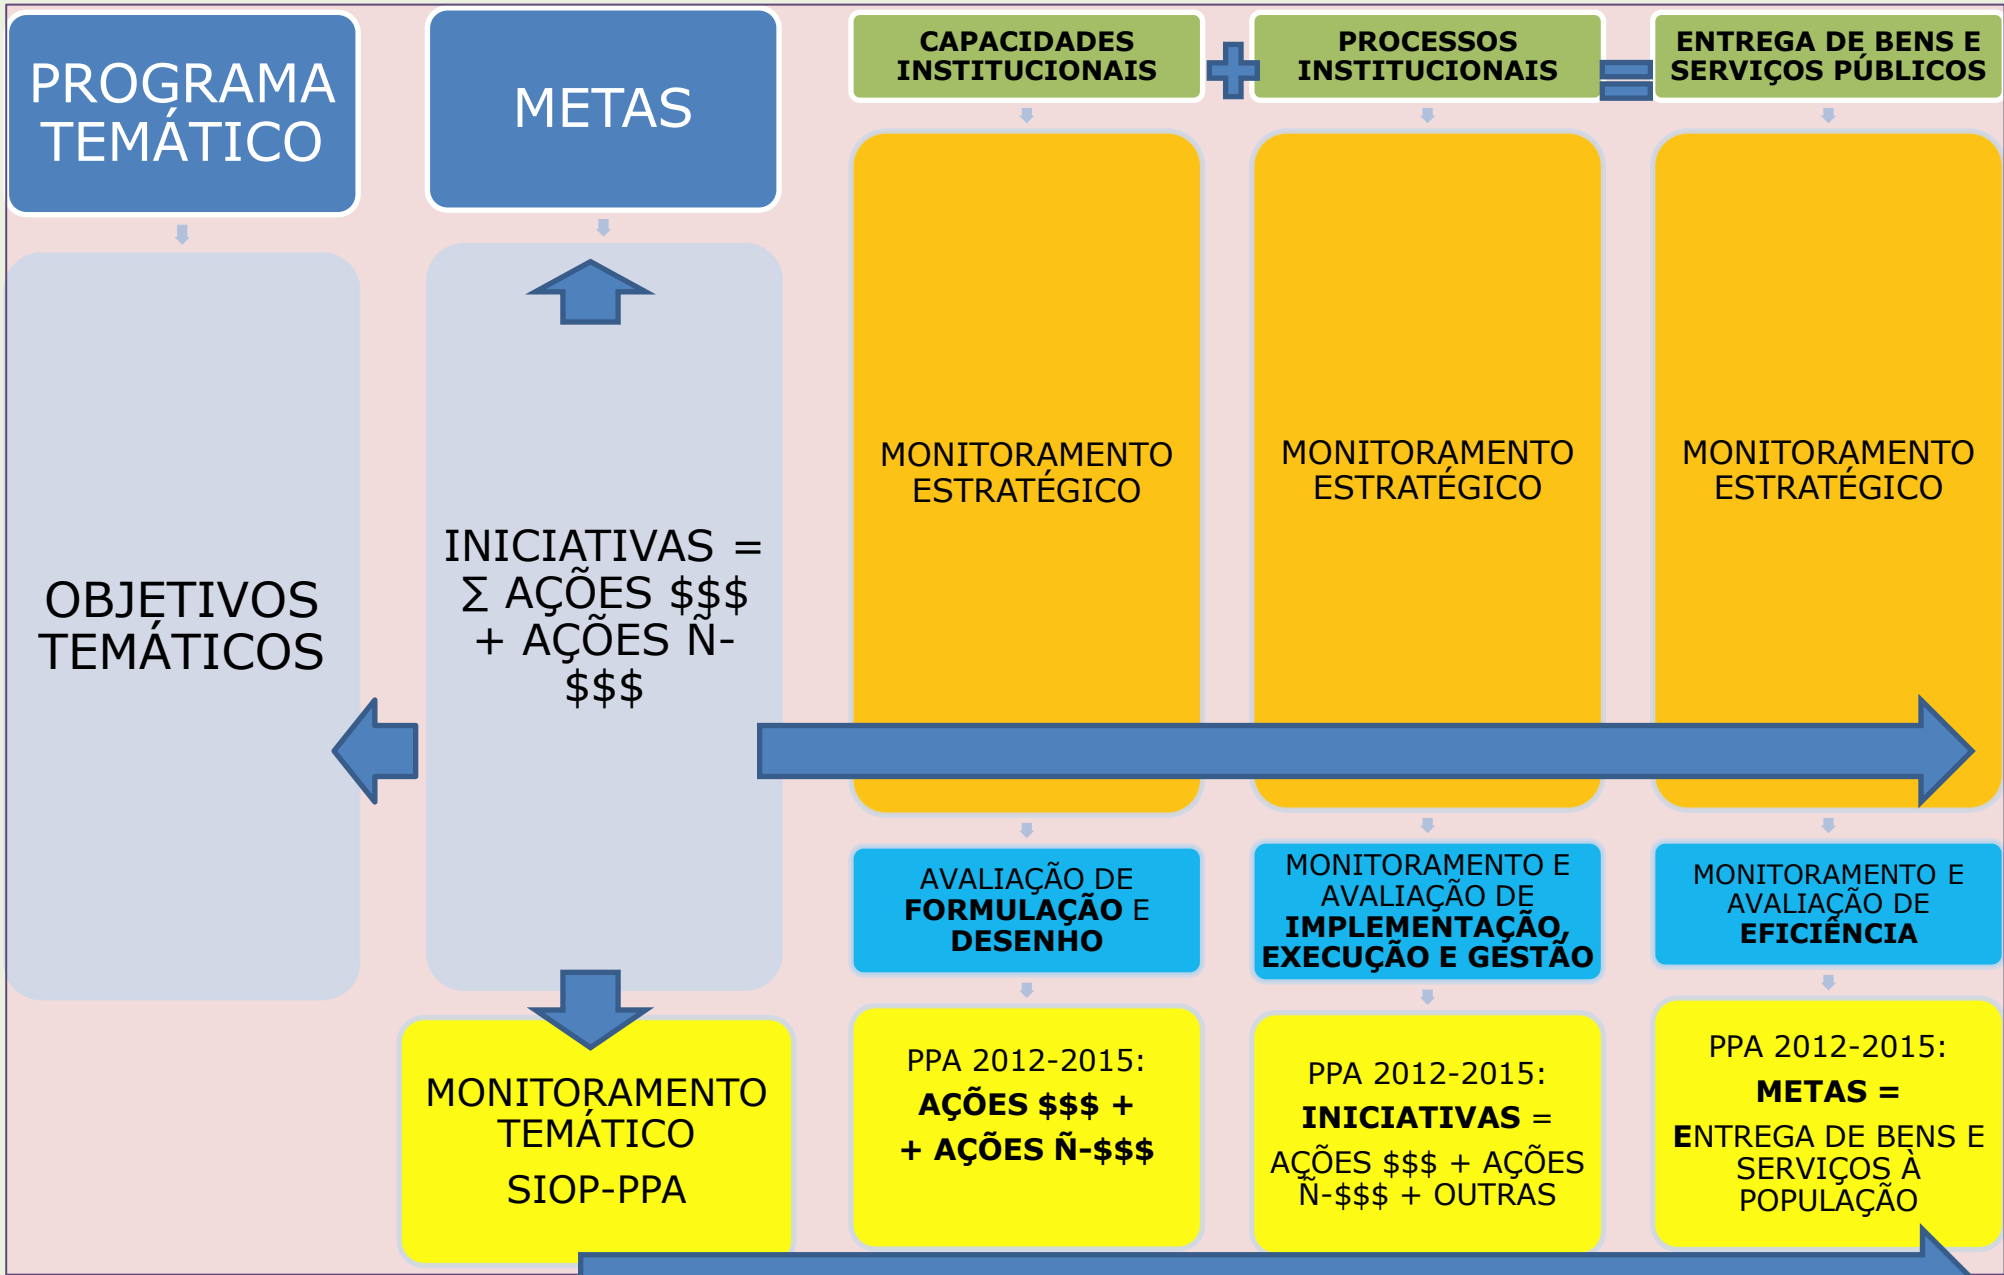 PROGRAMA
TEMÁTICO
OBJETIVOS
TEMÁTICOS
METAS
INICIATIVAS =
Σ AÇÕES $$$
+ AÇÕES Ñ-
$$$
MONITORAMENTO
TEMÁTICO
SIOP-PPA
CAPACIDADES
INSTITUCIONAIS
MONITORAMENTO
ESTRATÉGICO
AVALIAÇÃO DE
FORMULAÇÃO E
DESENHO
PPA 2012-2015:
AÇÕES $$$ +
+ AÇÕES Ñ-$$$
PROCESSOS
INSTITUCIONAIS
MONITORAMENTO
ESTRATÉGICO
MONITORAMENTO E
AVALIAÇÃO DE
IMPLEMENTAÇÃO,
EXECUÇÃO E GESTÃO
PPA 2012-2015:
INICIATIVAS =
AÇÕES $$$ + AÇÕES
Ñ-$$$ + OUTRAS
ENTREGA DE BENS E
SERVIÇOS PÚBLICOS
MONITORAMENTO
ESTRATÉGICO
MONITORAMENTO E
AVALIAÇÃO DE
EFICIÊNCIA
PPA 2012-2015:
METAS =
ENTREGA DE BENS E
SERVIÇOS À
POPULAÇÃO